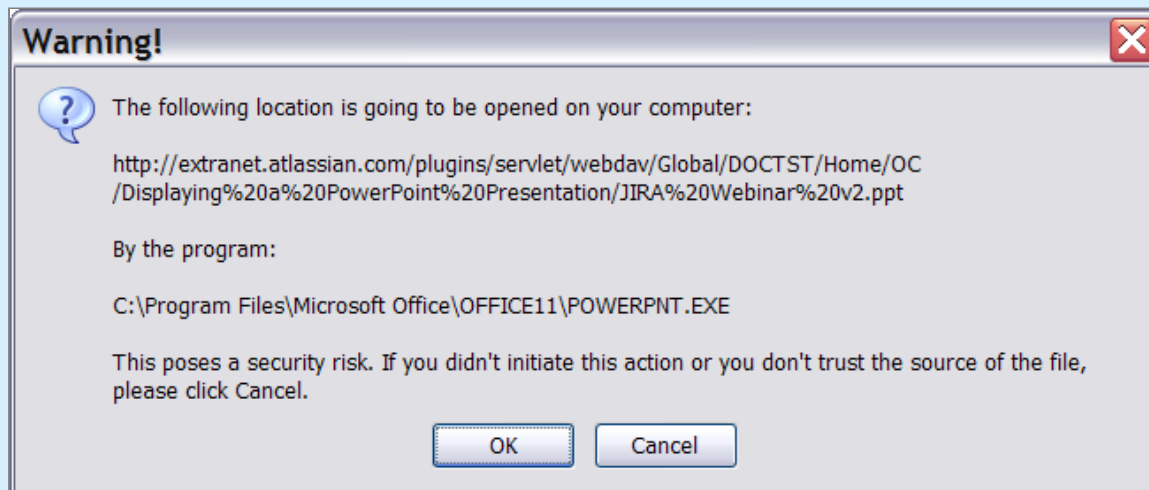 Warning!
The following location is going to be opened on your computer:
http://extranet.atlassian.com/plugins/servlet/webdav/Global/DOCTST/Home/OC
/Displaying%20a%20PowerPoint%20Presentation/JIRA%20Webinar%20v2.ppt
By the program:
C:\Program Files\Microsoft Office\OFFICE11\POWERPNT.EXE
This poses a security risk. If you didn't initiate this action or you don't trust the source of the file,
please click Cancel.
OK Cancel